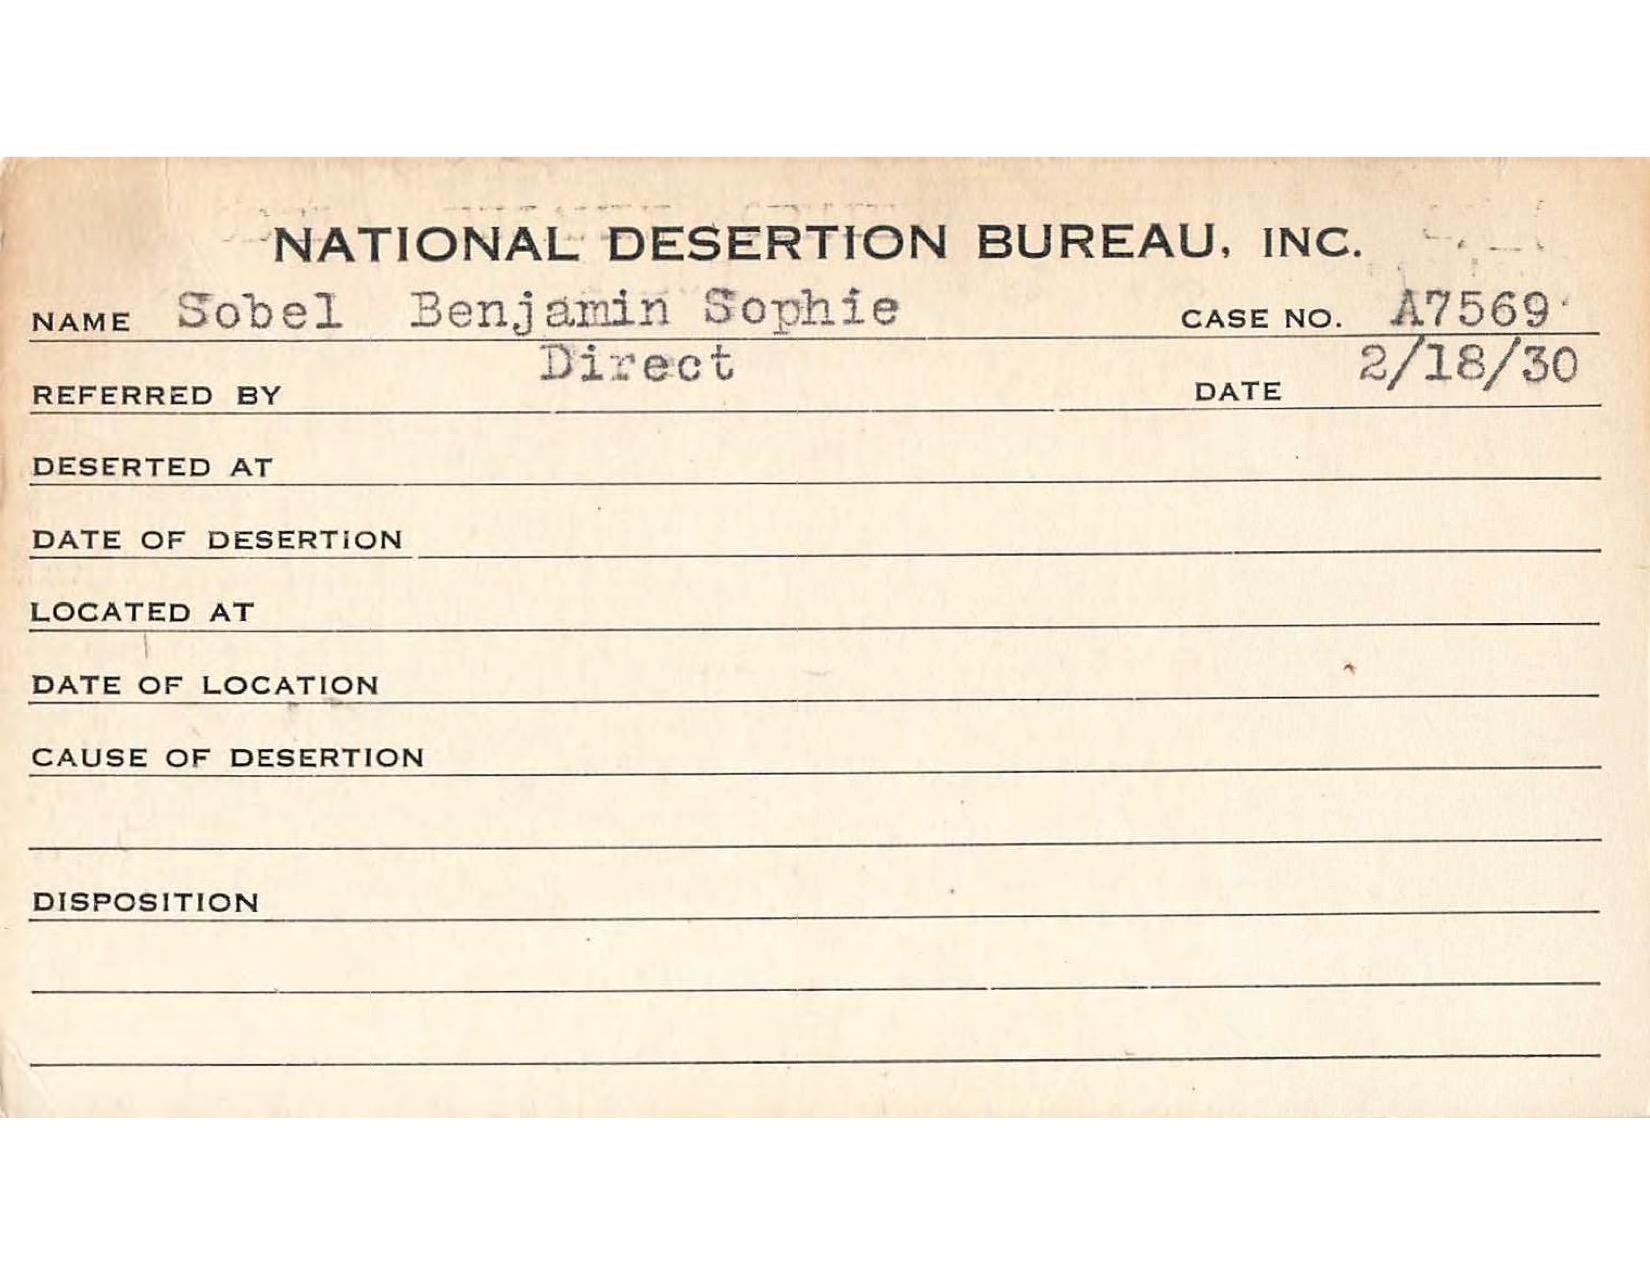 NATIONAL DESERTION BUREAU, INC.
NAME Sobel Benjamin Sophie CASE NO. A7569
REFERRED BY Direct DATE 2/18/30
DESERTED AT
DATE OF DESERTION
LOCATED AT
DATE OF LOCATION
CAUSE OF DESERTION
DISPOSITION